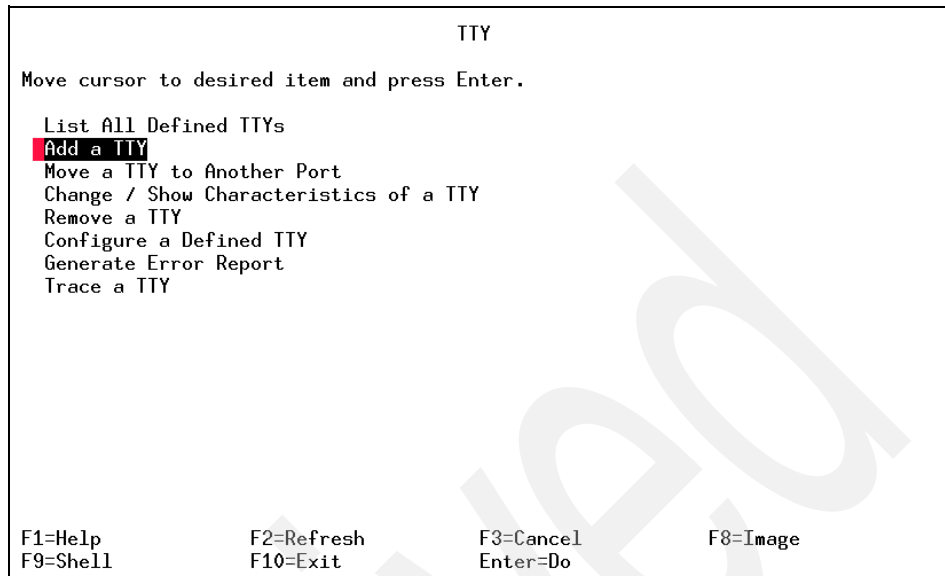 TTY
Move cursor to desired item and press Enter.
List All Defined TTYs
Add a TTY
Move a TTY to Another Port
Change / Show Characteristics of a TTY
Remove a TTY
Configure a Defined TTY
Generate Error Report
Trace a TTY
F1=Help F2=Refresh F3=Cancel F8=Image
F9=Shell F10=Exit Enter=Do